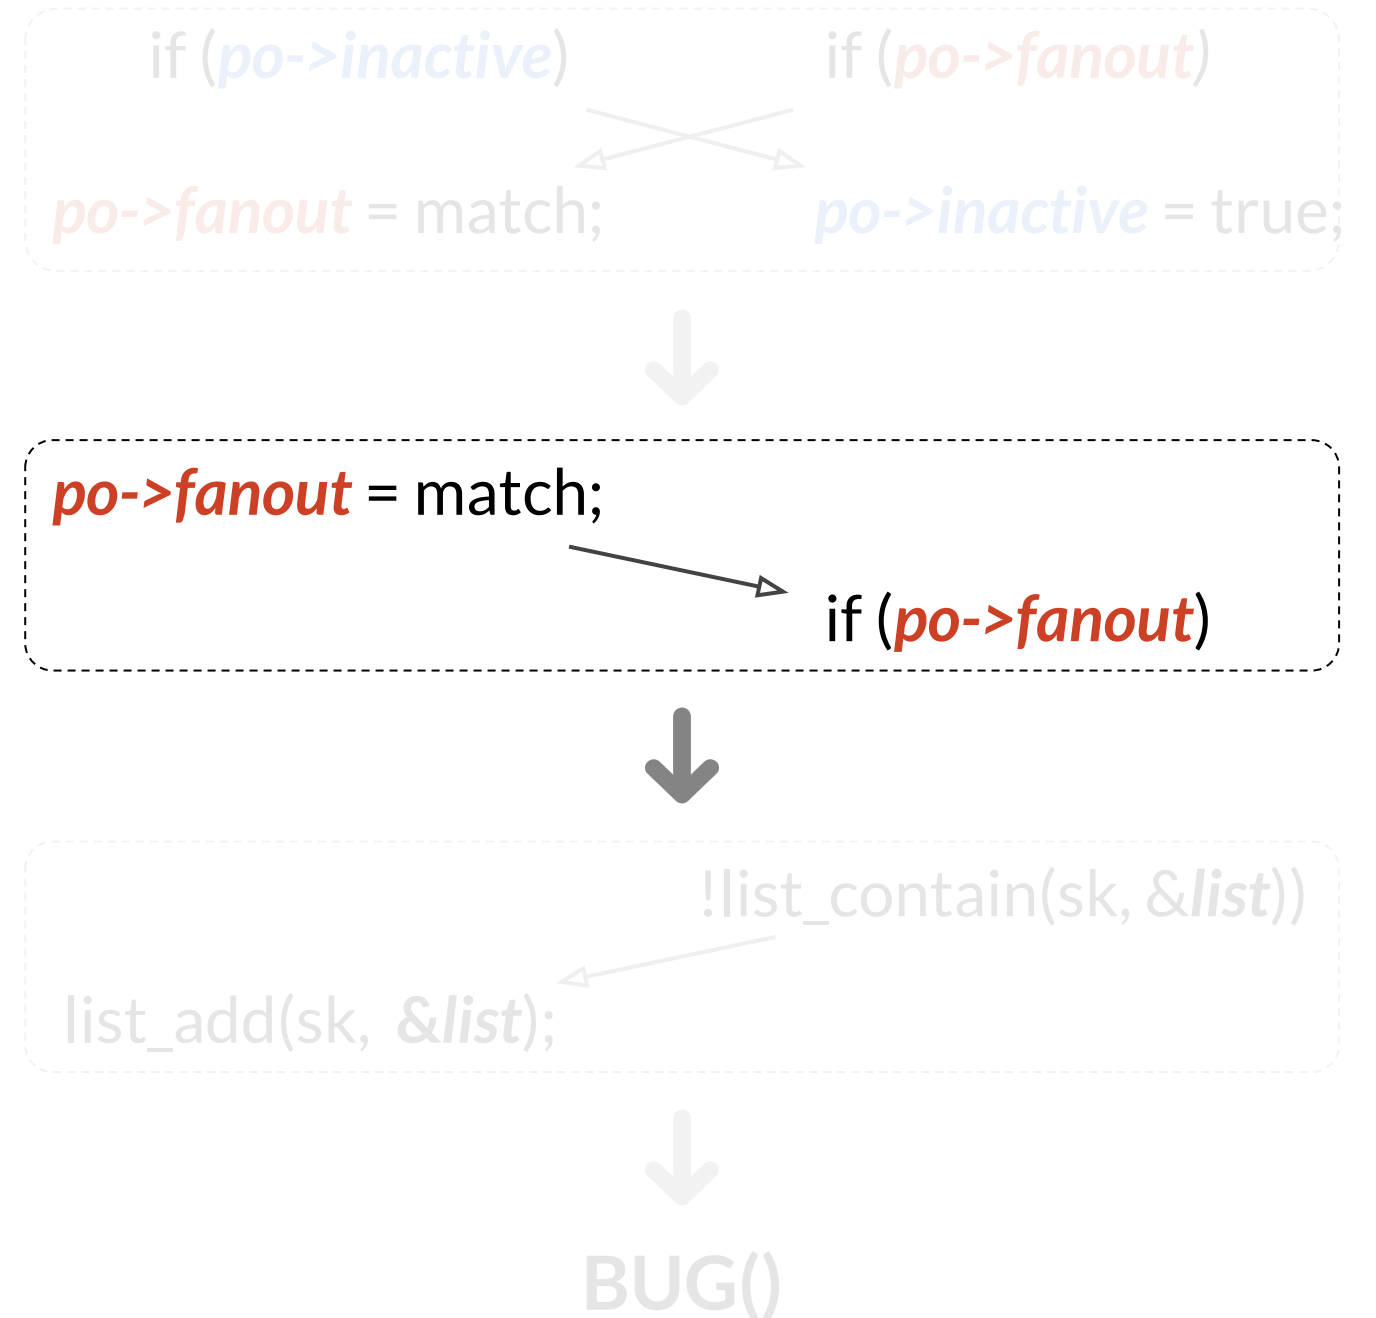 if (po->inactive)
if (po->fanout)
po->fanout = match;
po->inactive = true;
po->fanout = match;
if (po->fanout)
!list_contain(sk, &list))
list_add(sk, &list);
BUG()